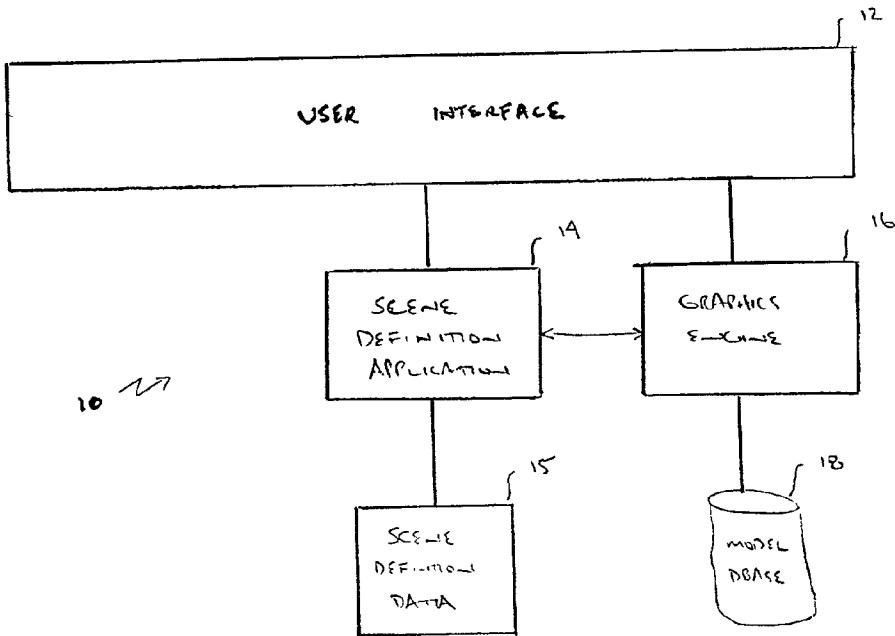 12
USER INTERFACE
14
16
SCENE
DEFINITION
APPLICATION
GRAPHICS
ENGINE
10
15
18
SCENE
DEFINITION
DATA
MODEL
DBASE